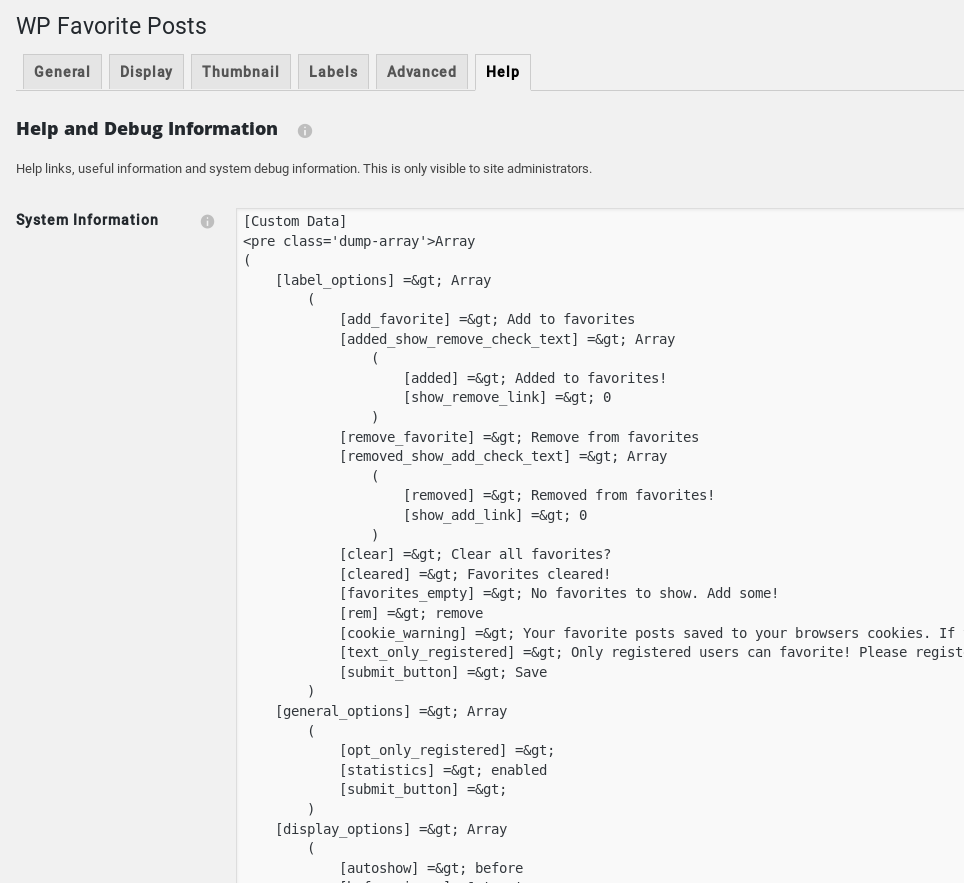 WP Favorite Posts
General Display Thumbnail Labels Advanced Help
Help and Debug Information
Help links, useful information and system debug information. This is only visible to site administrators.
System Information
[Custom Data]
<pre class='dump-array'>Array
(
    [label_options] =&gt; Array
        (
            [add_favorite] =&gt; Add to favorites
            [added_show_remove_check_text] =&gt; Array
                (
                    [added] =&gt; Added to favorites!
                    [show_remove_link] =&gt; 0
                )
            [remove_favorite] =&gt; Remove from favorites
            [removed_show_add_check_text] =&gt; Array
                (
                    [removed] =&gt; Removed from favorites!
                    [show_add_link] =&gt; 0
                )
            [clear] =&gt; Clear all favorites?
            [cleared] =&gt; Favorites cleared!
            [favorites_empty] =&gt; No favorites to show. Add some!
            [rem] =&gt; remove
            [cookie_warning] =&gt; Your favorite posts saved to your browsers cookies. If
            [text_only_registered] =&gt; Only registered users can favorite! Please regist
            [submit_button] =&gt; Save
        )
    [general_options] =&gt; Array
        (
            [opt_only_registered] =&gt;
            [statistics] =&gt; enabled
            [submit_button] =&gt;
        )
    [display_options] =&gt; Array
        (
            [autoshow] =&gt; before